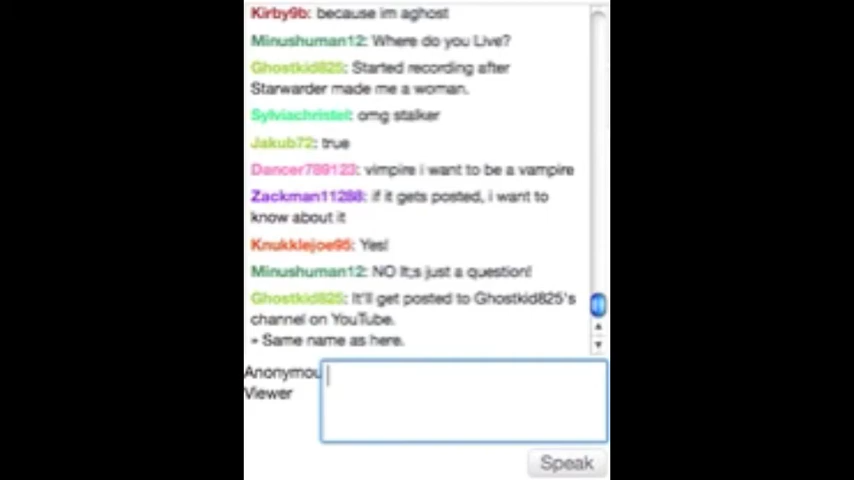 Kirby9b: because im aghost
Minushuman12: Where do you Live?
Ghostkid825: Started recording after
Starwarder made me a woman.
Sylviachristel: omg stalker
Jakub72: true
Dancer789123: vimpire i want to be a vampire
Zackman11288: if it gets posted, i want to
know about it
Knukklejoe95: Yes!
Minushuman12: NO It;s just a question!
Ghostkid825: It'll get posted to Ghostkid825's
channel on YouTube.
- Same name as here.
Anonymou
Viewer
Speak